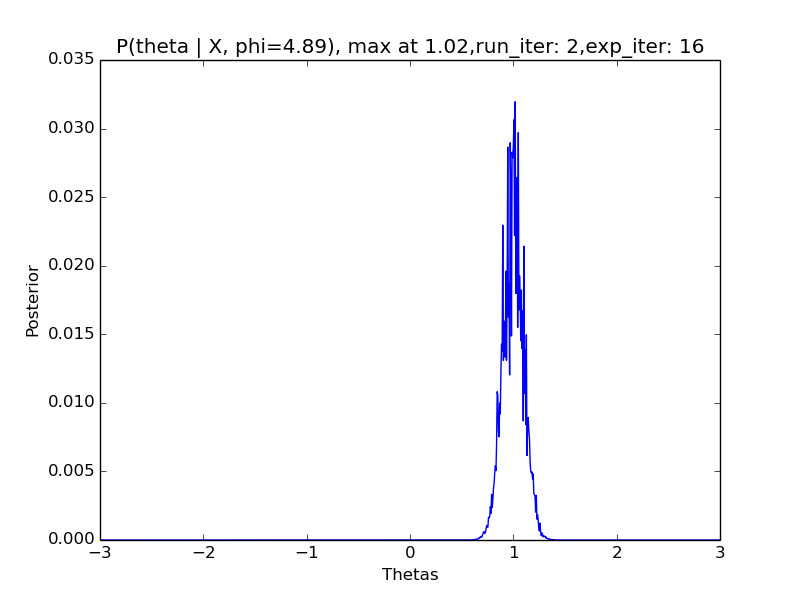 P(theta | X, phi=4.89), max at 1.02,run_iter: 2,exp_iter: 16
0.035
0.030
0.025
0.020
0.015
0.010
0.005
0.000
Posterior
−3 −2 −1 0 1 2 3
Thetas